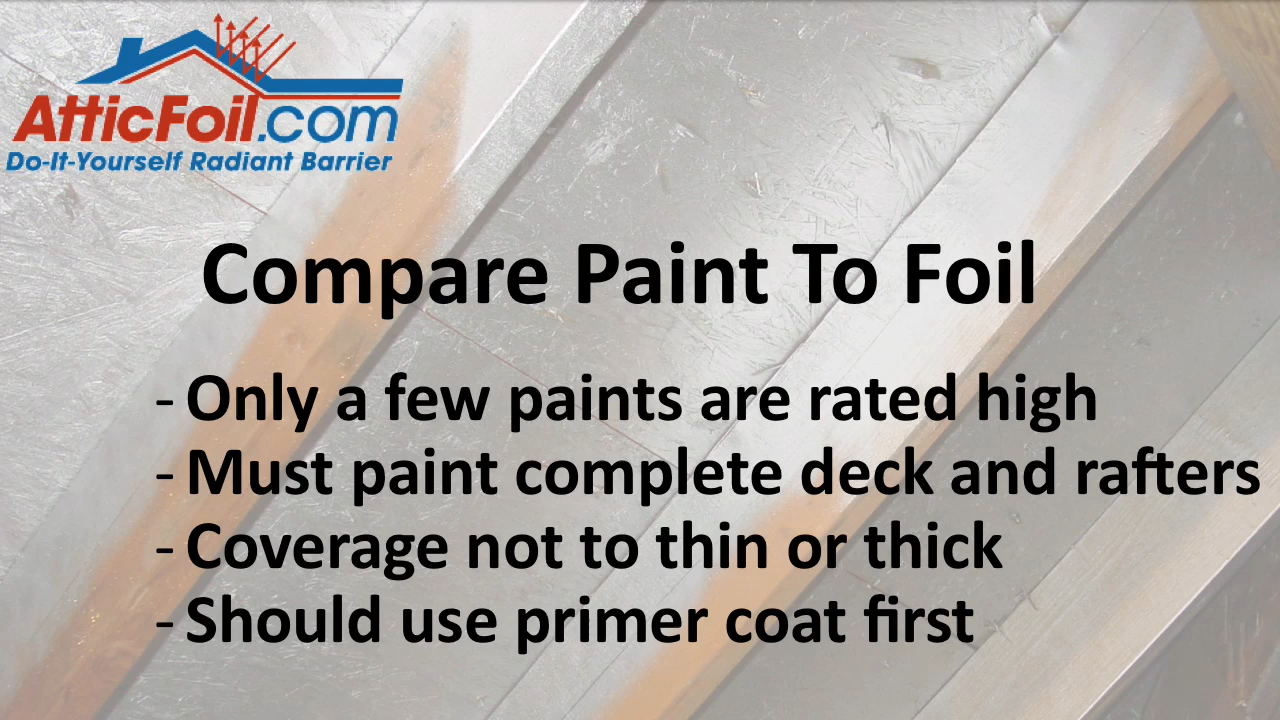 AtticFoil.com
Do-It-Yourself Radiant Barrier
Compare Paint To Foil
- Only a few paints are rated high
- Must paint complete deck and rafters
- Coverage not to thin or thick
- Should use primer coat first